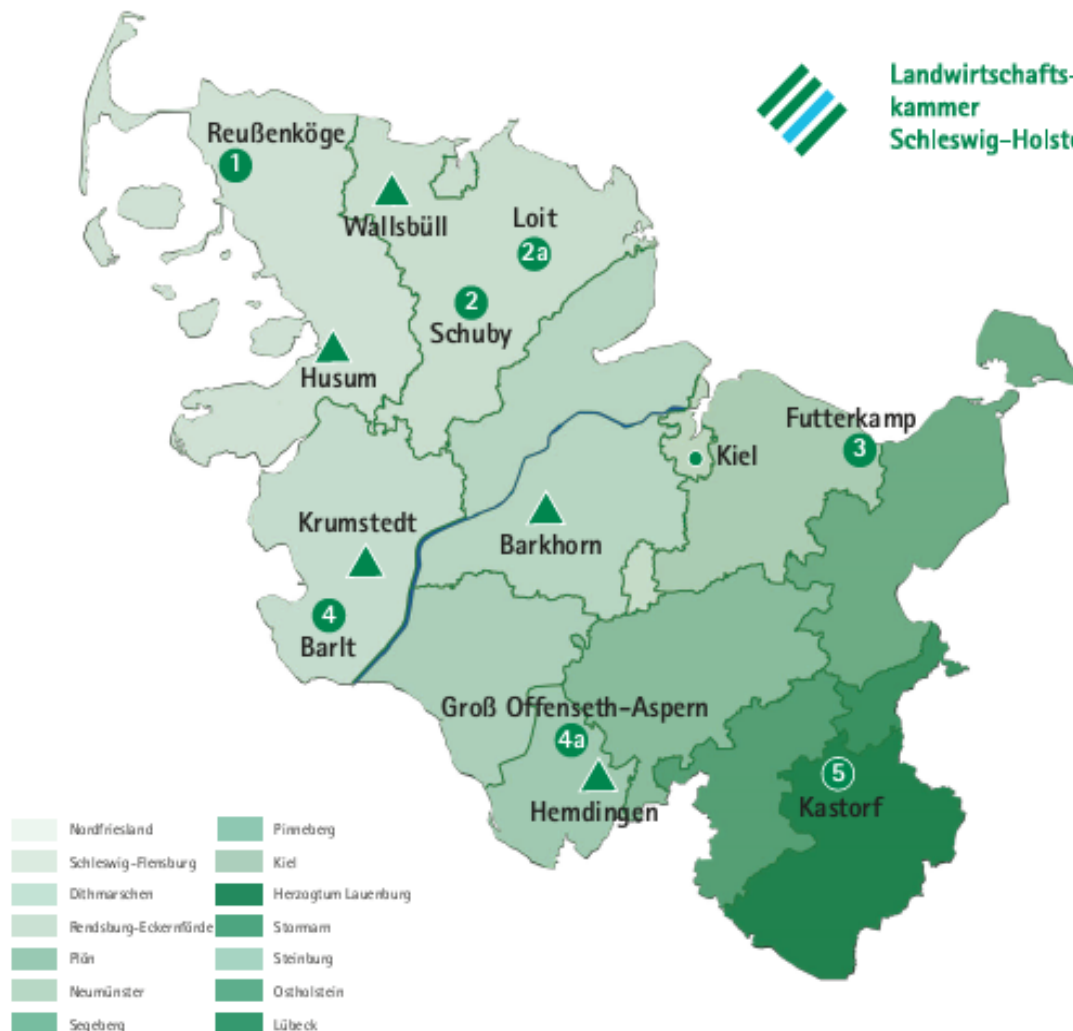 Landwirtschafts-
kammer
Schleswig-Holste
Reußenköge
1
Wallsbüll
Loit
2a
2
Schuby
Husum
Futterkamp
3
Kiel
Krumstedt
Barkhorn
4
Barlt
Groß Offenseth-Aspern
4a
Hemdingen
5
Kastorf
Nordfriesland
Schleswig-Flensburg
Dithmarschen
Rendsburg-Eckernförde
Plön
Neumünster
Segeberg
Pinneberg
Kiel
Herzogtum Lauenburg
Stormarn
Steinburg
Ostholstein
Lübeck